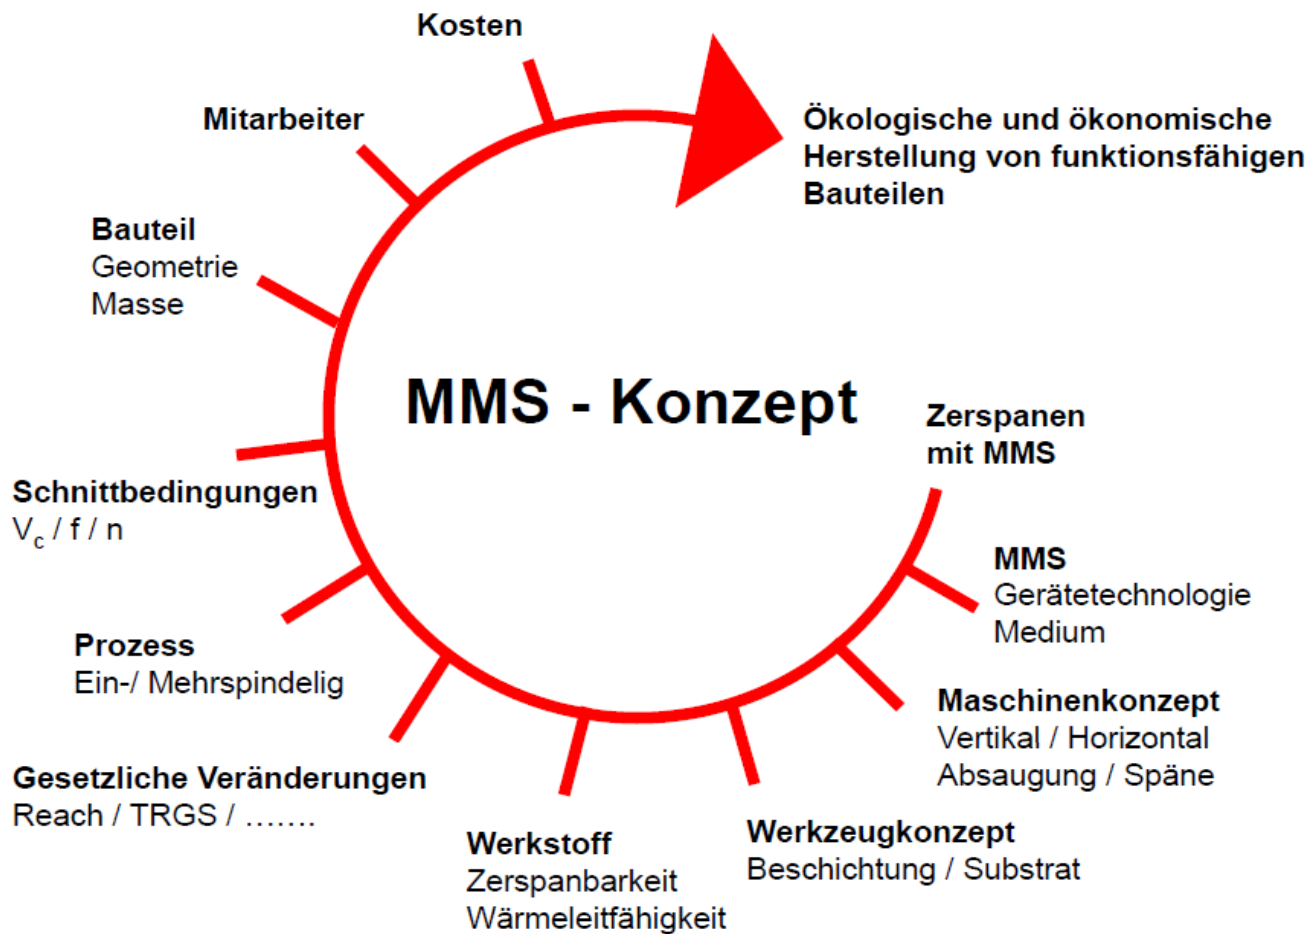 Kosten
Mitarbeiter
Ökologische und ökonomische
Herstellung von funktionsfähigen
Bauteilen
Bauteil
Geometrie
Masse
MMS - Konzept
Zerspanen
mit MMS
Schnittbedingungen
Vc / f / n
MMS
Gerätetechnologie
Medium
Prozess
Ein-/ Mehrspindelig
Maschinenkonzept
Vertikal / Horizontal
Absaugung / Späne
Gesetzliche Veränderungen
Reach / TRGS / …….
Werkzeugkonzept
Beschichtung / Substrat
Werkstoff
Zerspanbarkeit
Wärmeleitfähigkeit